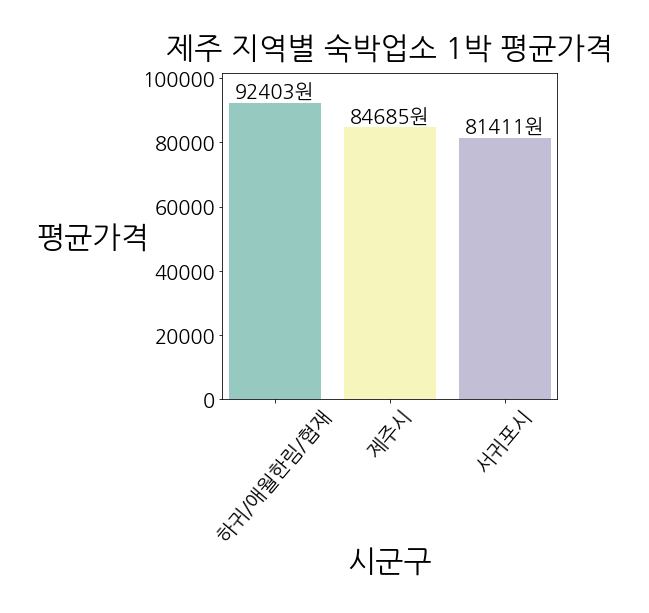 제주 지역별 숙박업소 1박 평균가격
100000
80000
60000
40000
20000
0
평균가격
92403원
84685원
81411원
하귀/애월한림/협재
제주시
서귀포시
시군구